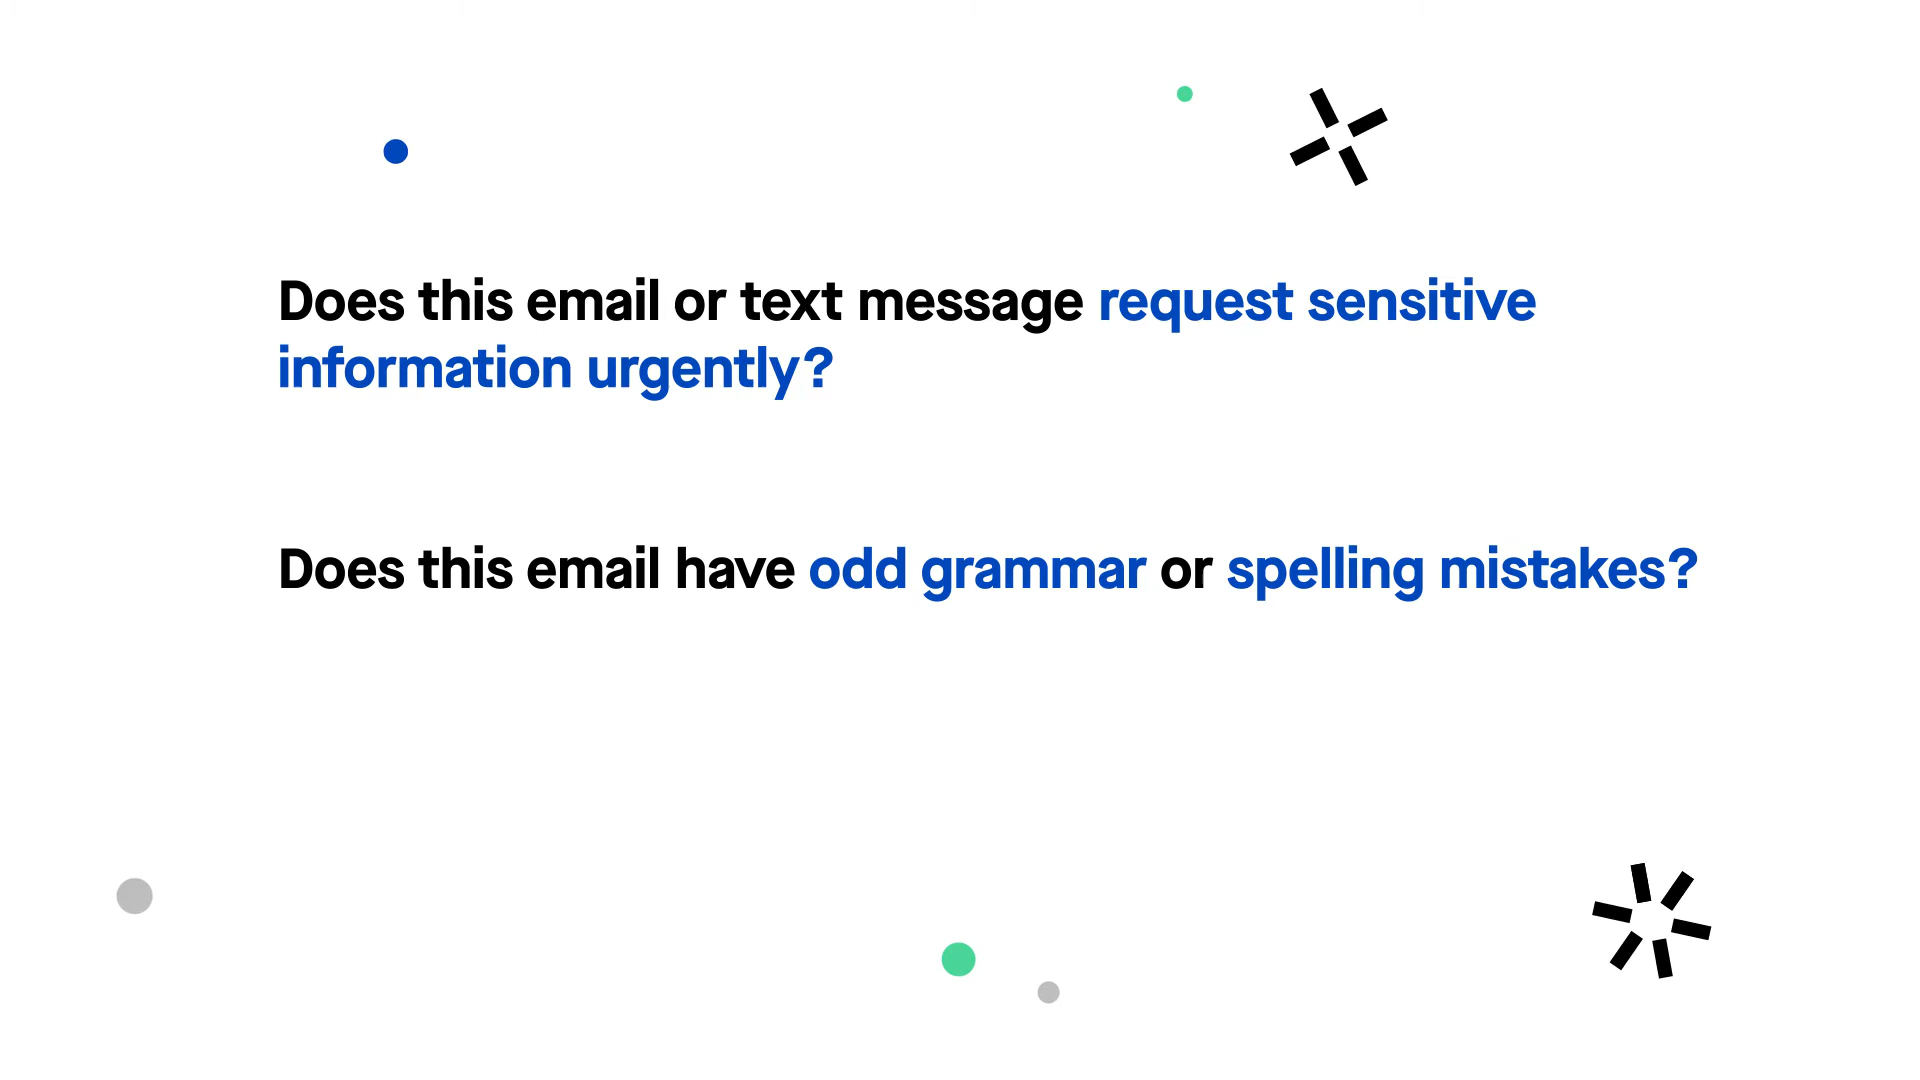 Does this email or text message request sensitive
information urgently?
Does this email have odd grammar or spelling mistakes?